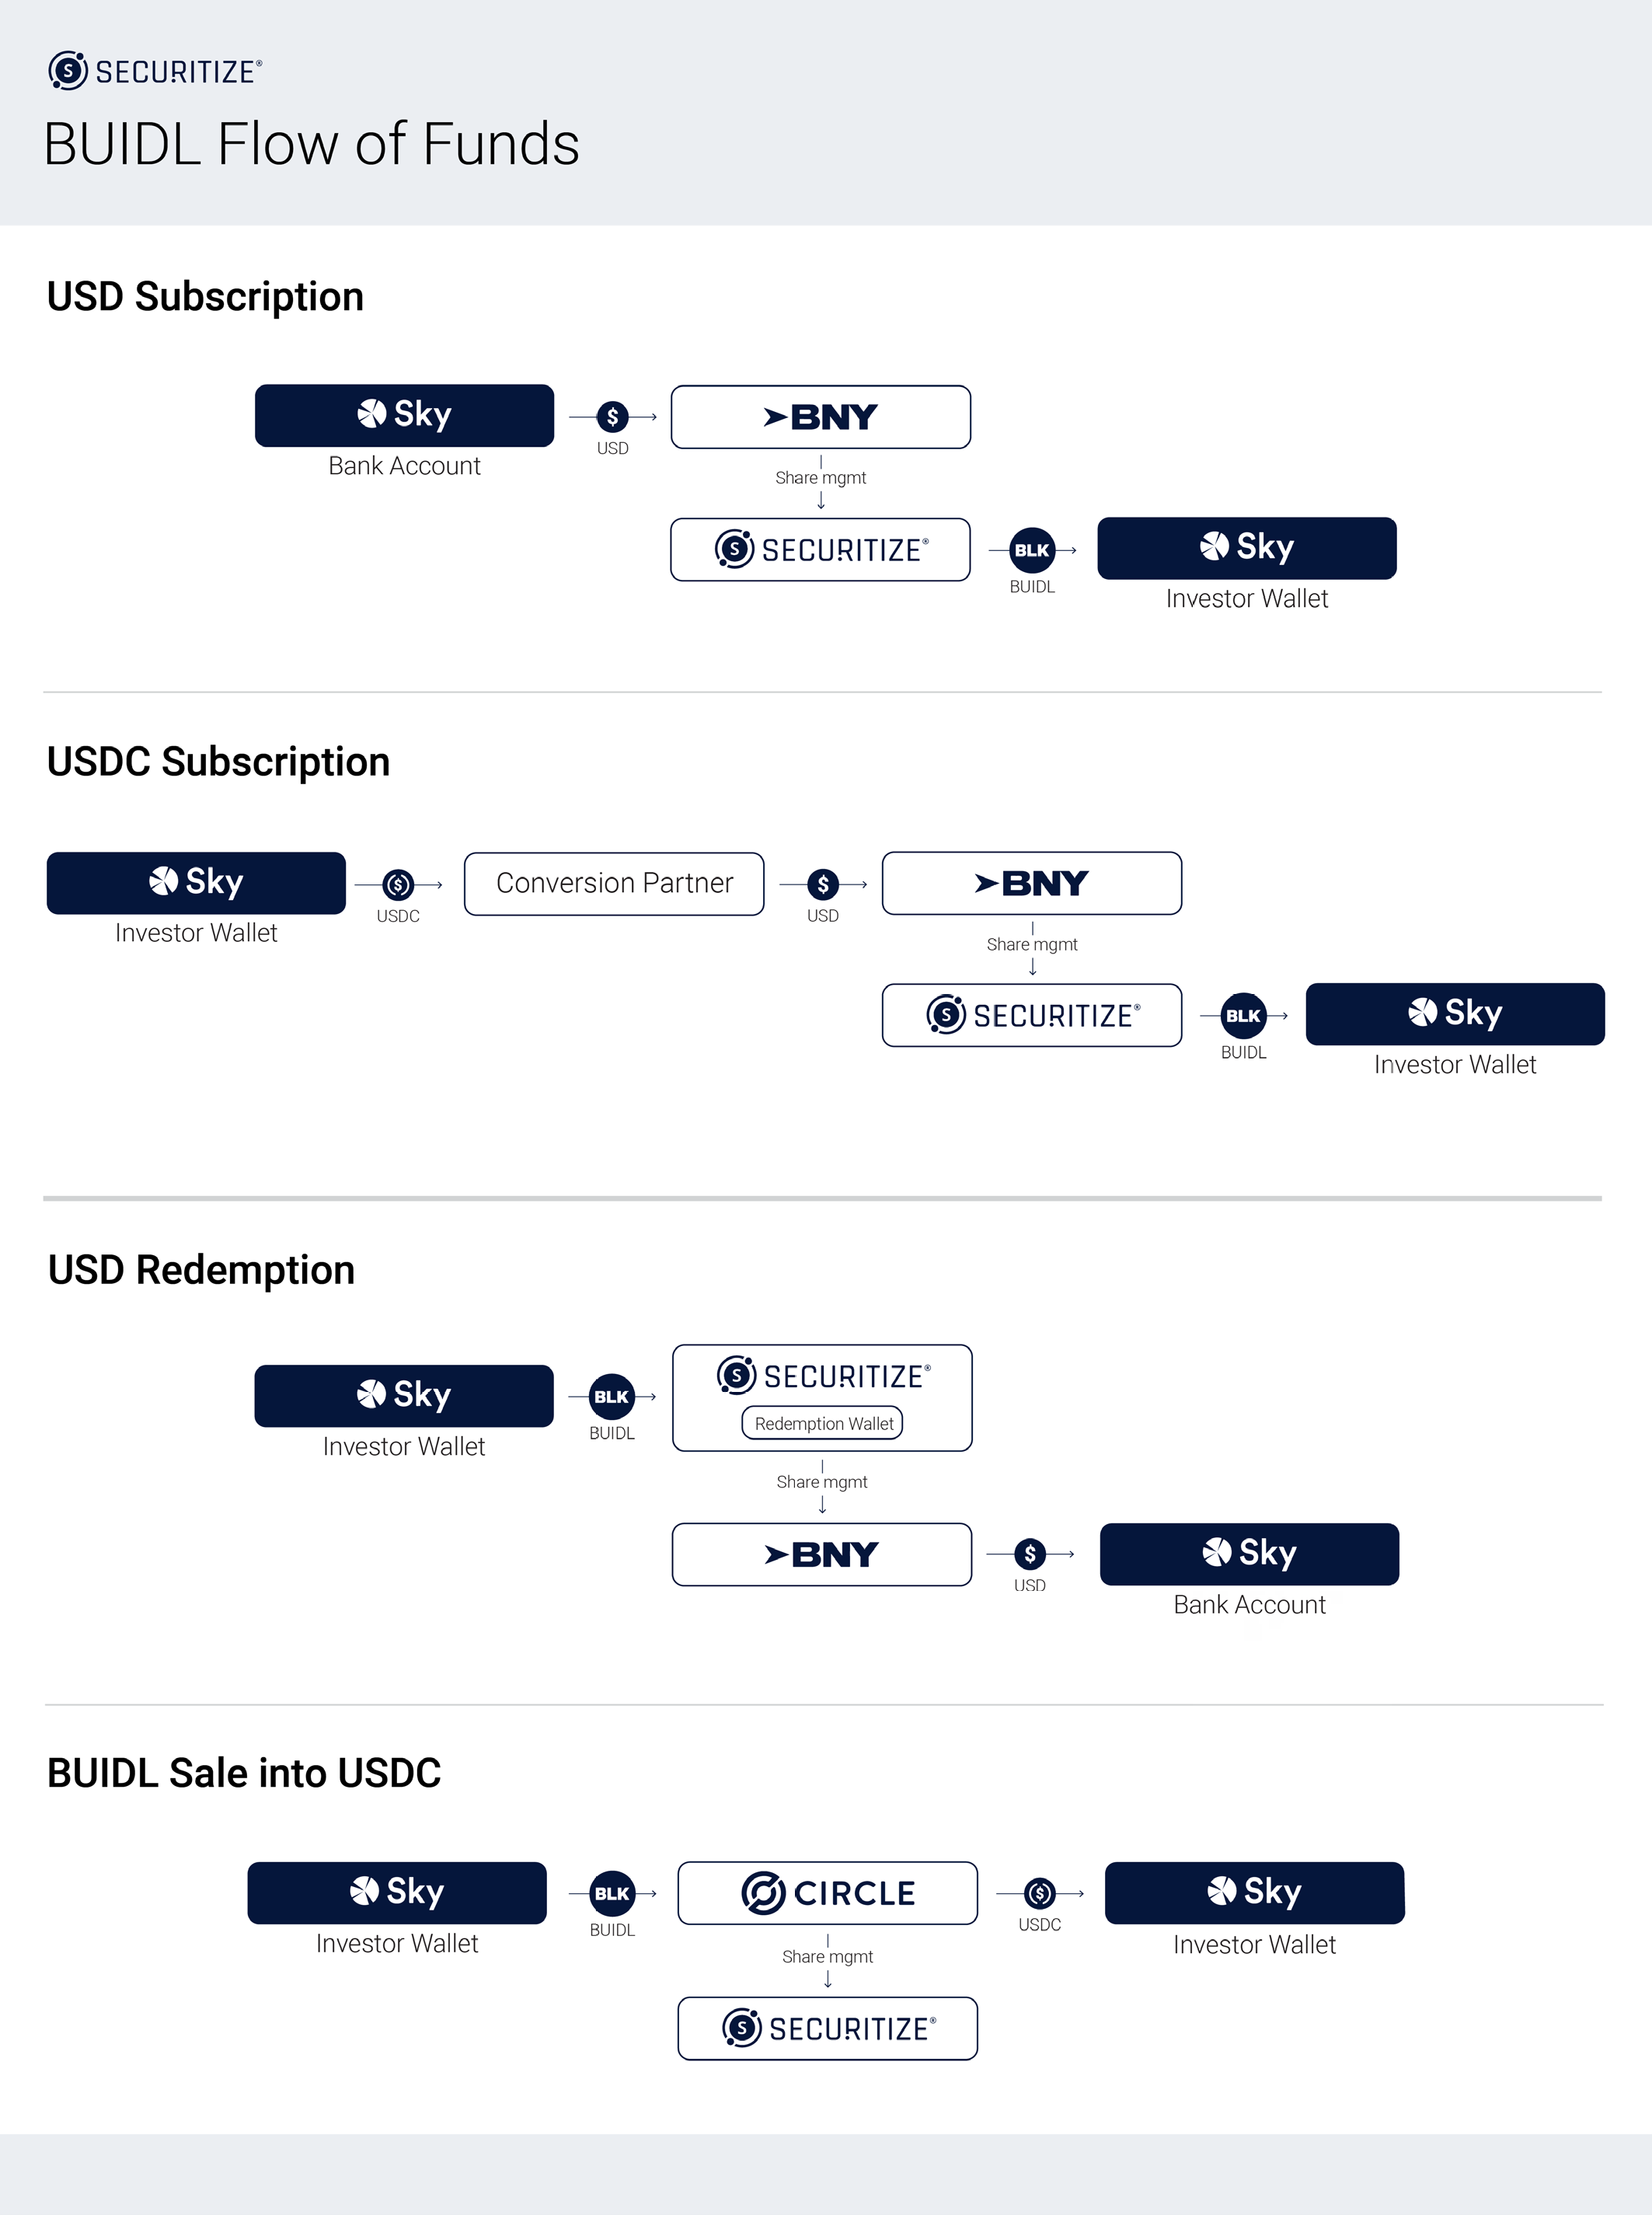 SECURITIZE®
BUIDL Flow of Funds
USD Subscription
Sky
Bank Account
$
USD
BNY
Share mgmt
S SECURITIZE®
BLK
BUIDL
Sky
Investor Wallet
USDC Subscription
Sky
Investor Wallet
$
USDC
Conversion Partner
$
USD
BNY
Share mgmt
S SECURITIZE®
BLK
BUIDL
Sky
Investor Wallet
USD Redemption
Sky
Investor Wallet
BLK
BUIDL
S SECURITIZE®
Redemption Wallet
Share mgmt
BNY
$
USD
Sky
Bank Account
BUIDL Sale into USDC
Sky
Investor Wallet
BLK
BUIDL
CIRCLE
$
USDC
Sky
Investor Wallet
Share mgmt
S SECURITIZE®